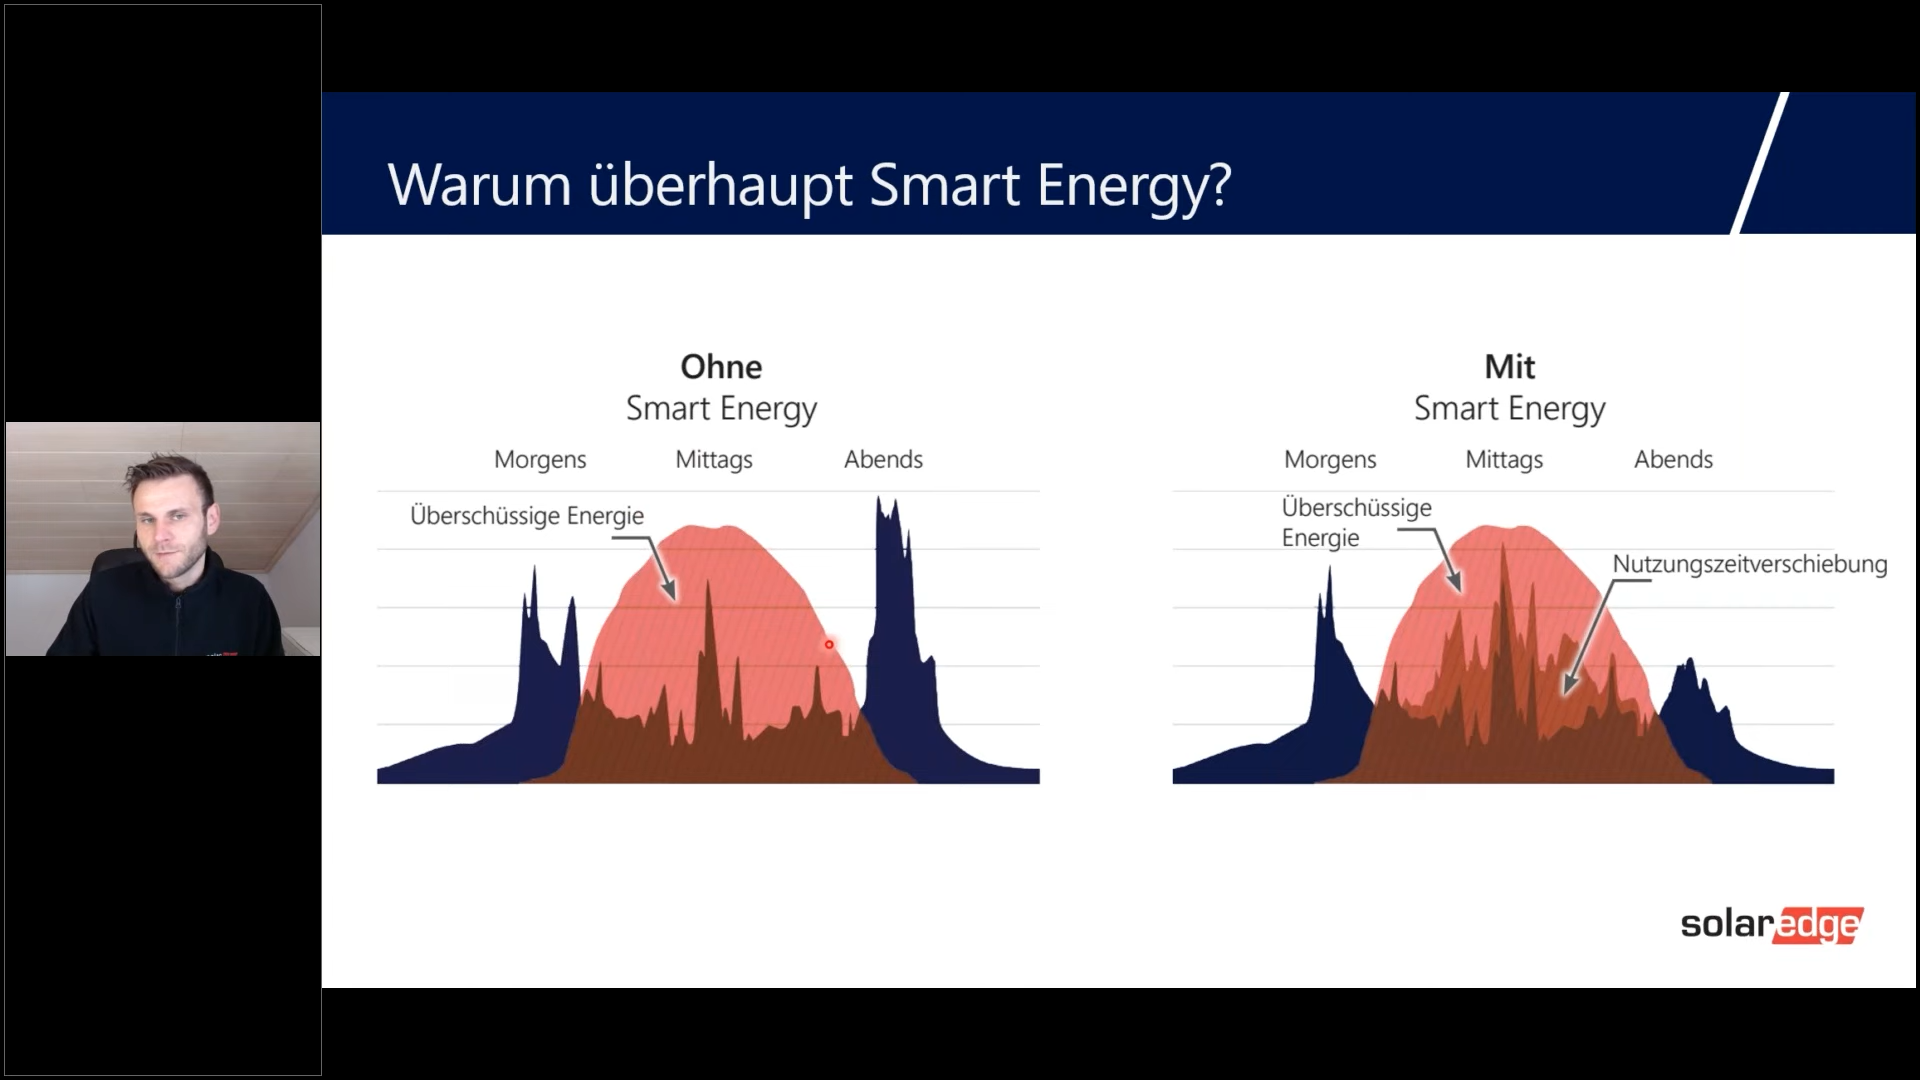 Warum überhaupt Smart Energy?
Ohne
Smart Energy
Morgens
Mittags
Abends
Überschüssige Energie
Mit
Smart Energy
Morgens
Mittags
Abends
Überschüssige
Energie
Nutzungszeitverschiebung
solaredge